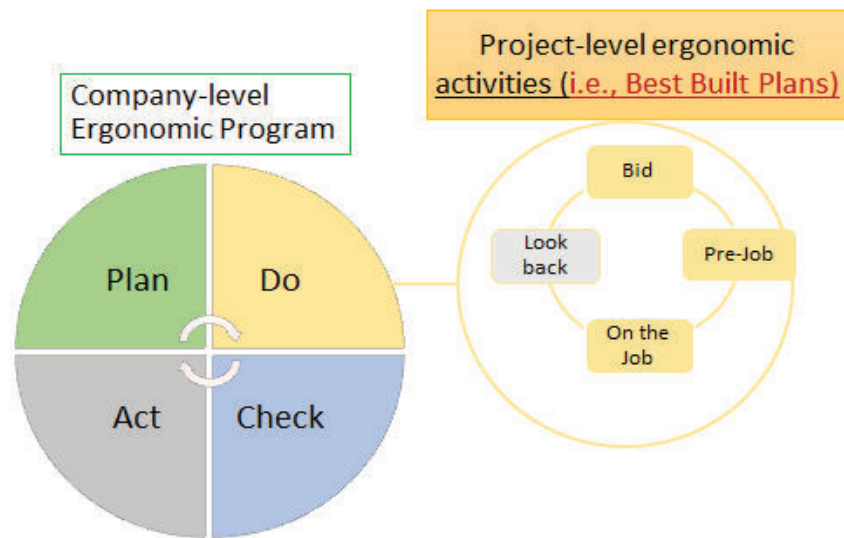 Project-level ergonomic
activities (i.e., Best Built Plans)
Company-level
Ergonomic Program
Plan
Do
Act
Check
Bid
Look
back
Pre-Job
On the
Job